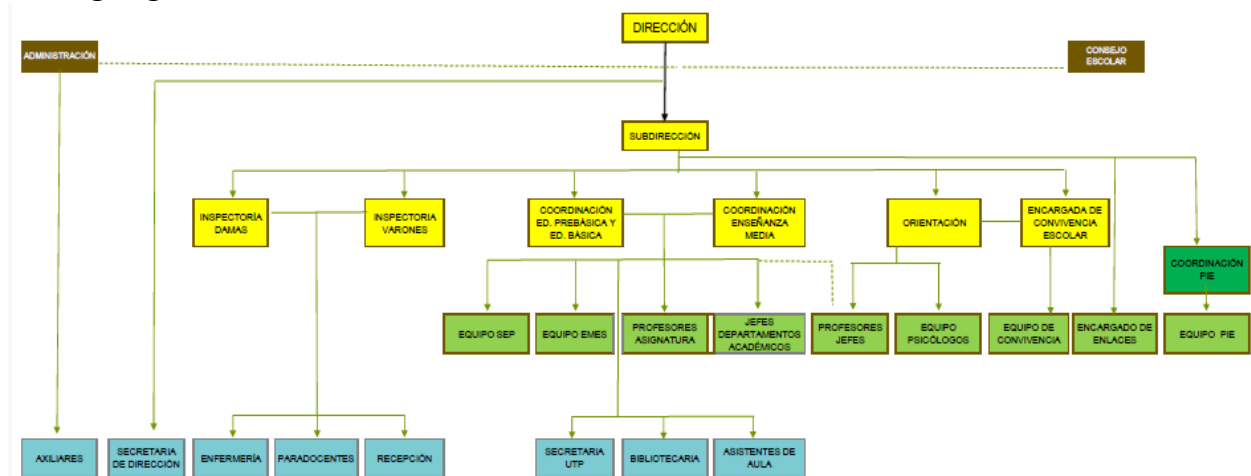 DIRECCIÓN
ADMINISTRACIÓN
CONSEJO
ESCOLAR
SUBDIRECCIÓN
INSPECTORÍA
DAMAS
INSPECTORIA
VARONES
COORDINACIÓN
ED. PREBÁSICA Y
ED. BÁSICA
COORDINACIÓN
ENSEÑANZA
MEDIA
ORIENTACIÓN
ENCARGADA DE
CONVIVENCIA
ESCOLAR
COORDINACIÓN
PIE
EQUIPO SEP
EQUIPO EMES
PROFESORES
ASIGNATURA
JEFES
DEPARTAMENTOS
ACADÉMICOS
PROFESORES
JEFES
EQUIPO
PSICÓLOGOS
EQUIPO DE
CONVIVENCIA
ENCARGADO DE
ENLACES
EQUIPO PIE
AXILIARES
SECRETARIA
DE DIRECCIÓN
ENFERMERÍA
PARADOCENTES
RECEPCIÓN
SECRETARIA
UTP
BIBLIOTECARIA
ASISTENTES DE
AULA